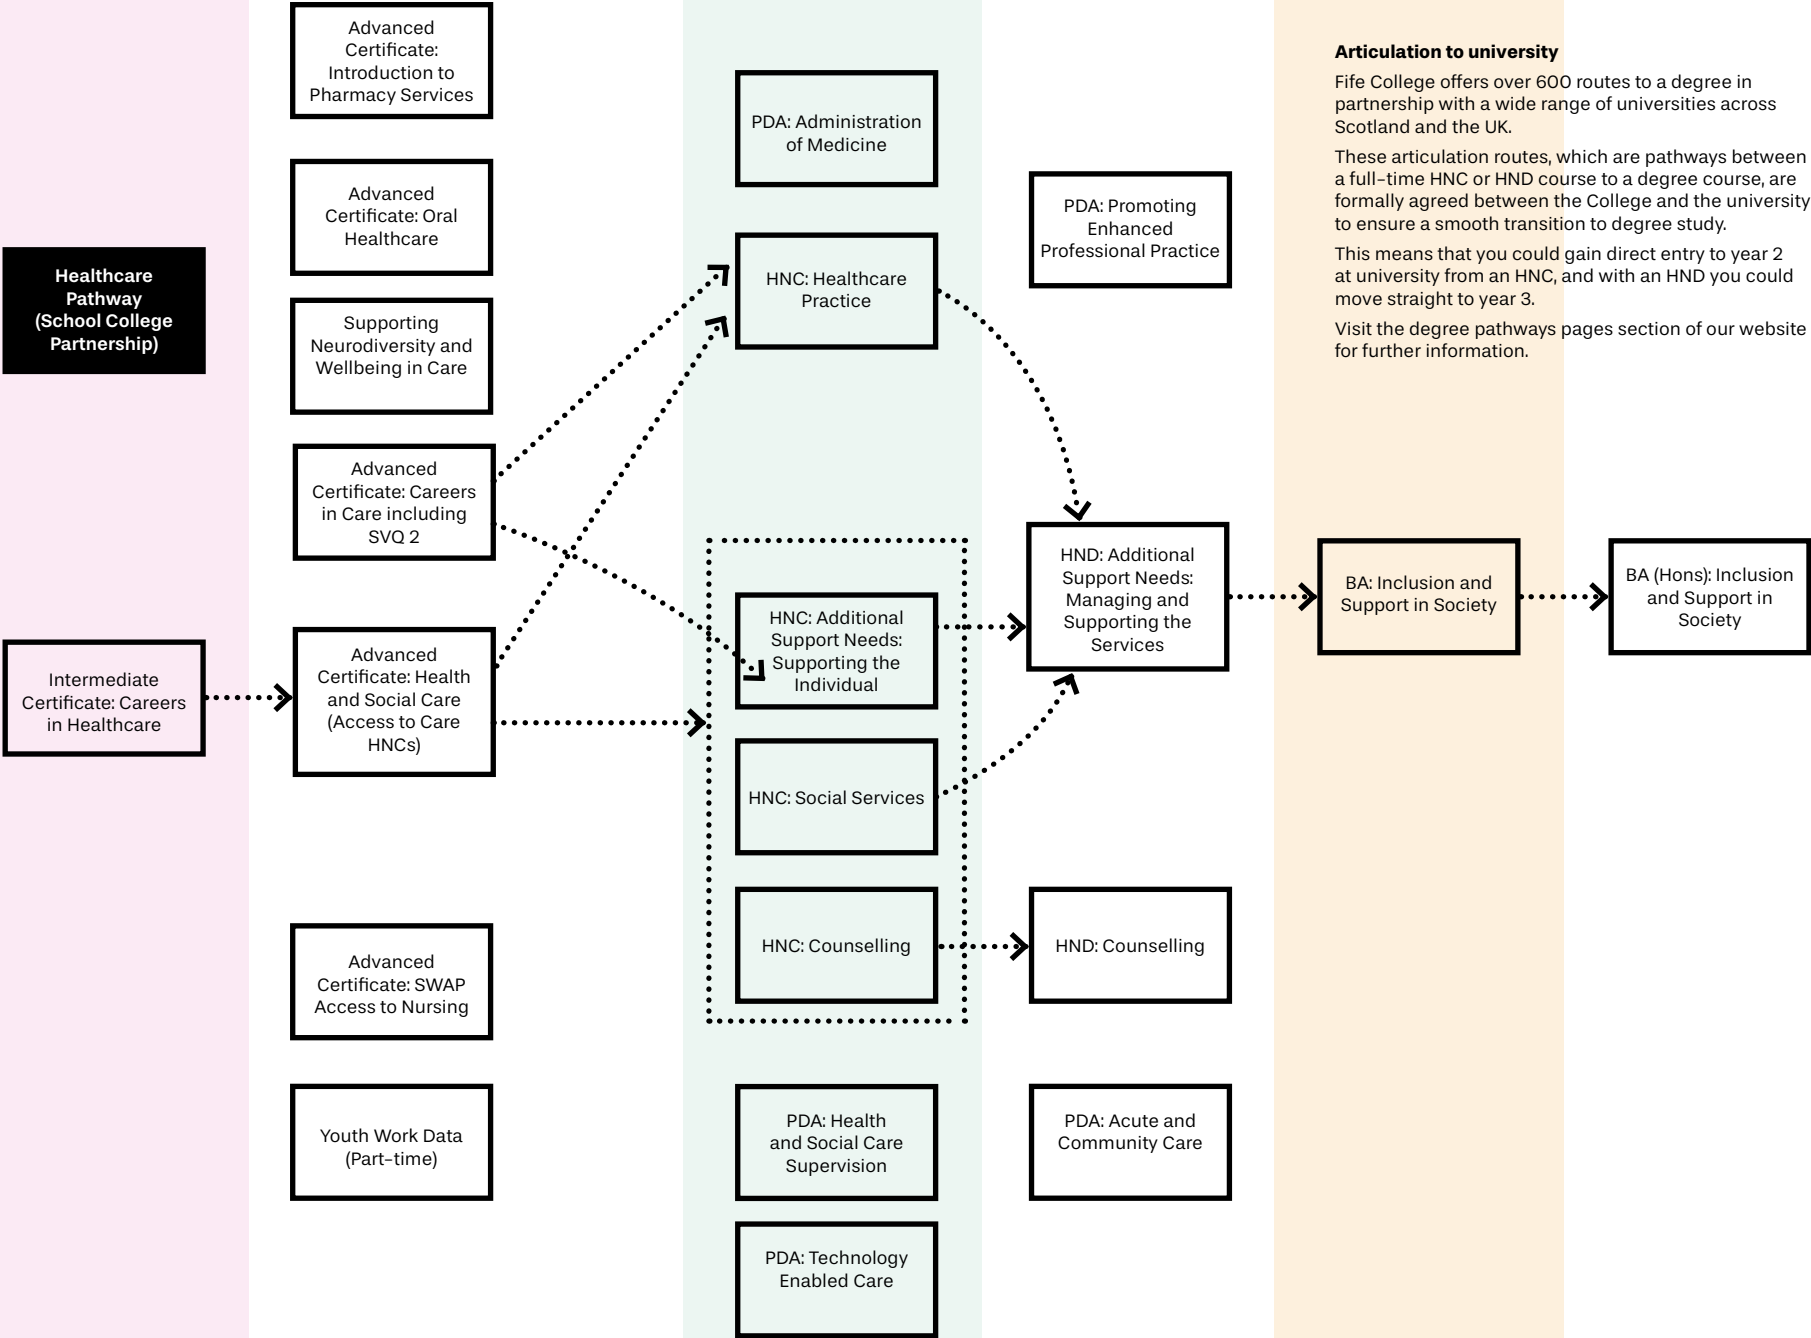 Healthcare
Pathway
(School College
Partnership)
Intermediate
Certificate: Careers
in Healthcare
Advanced
Certificate:
Introduction to
Pharmacy Services
Advanced
Certificate: Oral
Healthcare
Supporting
Neurodiversity and
Wellbeing in Care
Advanced
Certificate: Careers
in Care including
SVQ 2
Advanced
Certificate: Health
and Social Care
(Access to Care
HNCs)
Advanced
Certificate: SWAP
Access to Nursing
Youth Work Data
(Part-time)
PDA: Administration
of Medicine
HNC: Healthcare
Practice
HNC: Additional
Support Needs:
Supporting the
Individual
HNC: Social Services
HNC: Counselling
PDA: Health
and Social Care
Supervision
PDA: Technology
Enabled Care
PDA: Promoting
Enhanced
Professional Practice
HND: Additional
Support Needs:
Managing and
Supporting the
Services
HND: Counselling
PDA: Acute and
Community Care
Articulation to university
Fife College offers over 600 routes to a degree in
partnership with a wide range of universities across
Scotland and the UK.
These articulation routes, which are pathways between
a full-time HNC or HND course to a degree course, are
formally agreed between the College and the university
to ensure a smooth transition to degree study.
This means that you could gain direct entry to year 2
at university from an HNC, and with an HND you could
move straight to year 3.
Visit the degree pathways pages section of our website
for further information.
BA: Inclusion and
Support in Society
BA (Hons): Inclusion
and Support in
Society